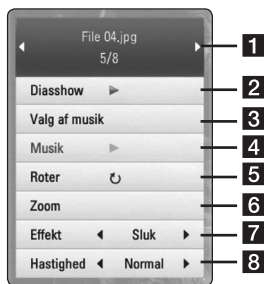 File 04.jpg
5/8
1
Diasshow
2
Valg af musik
3
Musik
4
Roter
5
Zoom
6
Effekt Sluk
7
Hastighed Normal
8